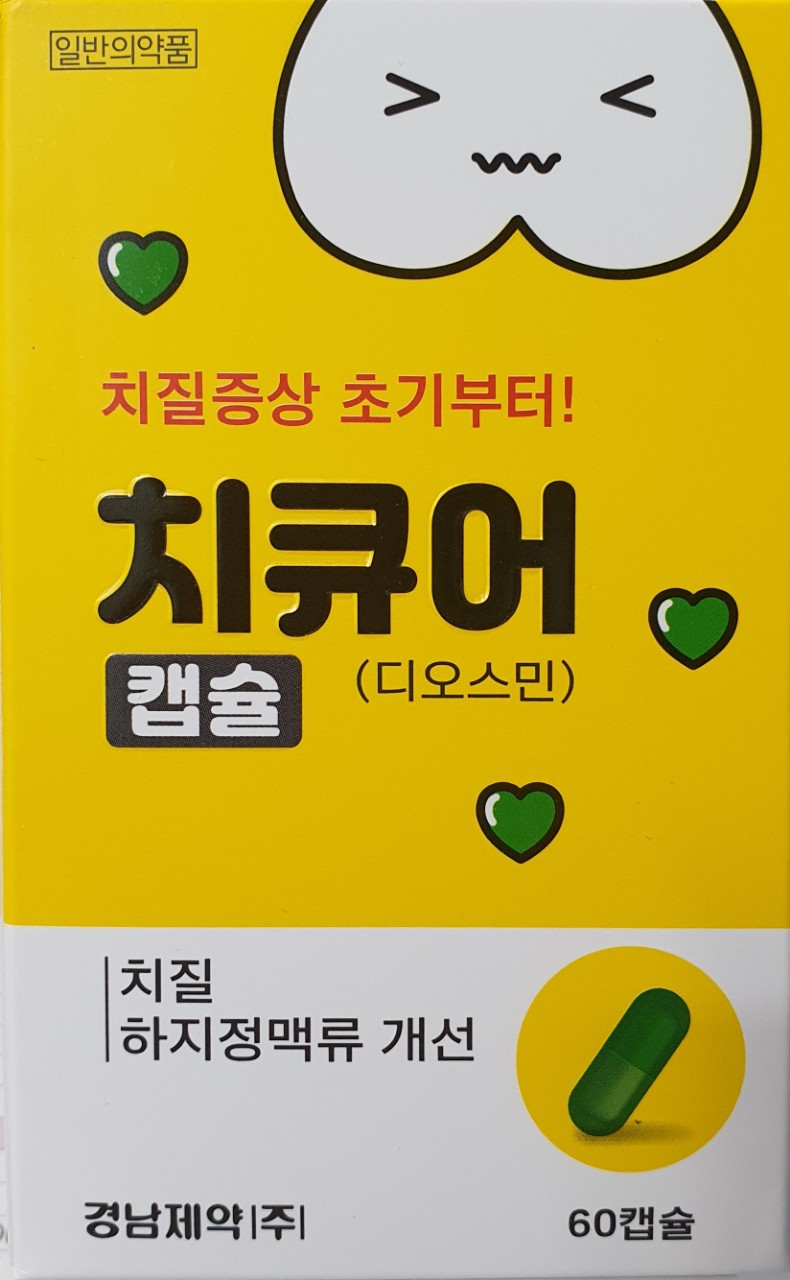 일반의약품
치질증상 초기부터!
치큐어
캡슐 (디오스민)
치질
하지정맥류 개선
경남제약|주|
60캡슐